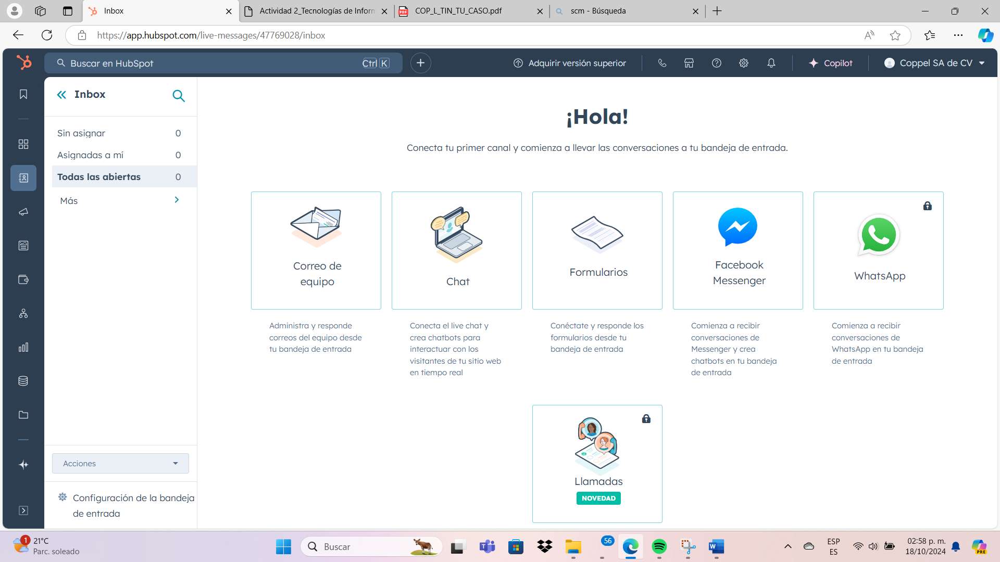 Inbox
Actividad 2_Tecnologías de Inform
COP_L_TIN_TU_CASO.pdf
scm - Búsqueda
https://app.hubspot.com/live-messages/47769028/inbox
Buscar en HubSpot
Ctrl K
Adquirir versión superior
Copilot
Coppel SA de CV
Inbox
Sin asignar 0
Asignadas a mí 0
Todas las abiertas 0
Más
¡Hola!
Conecta tu primer canal y comienza a llevar las conversaciones a tu bandeja de entrada.
Correo de
equipo
Administra y responde
correos del equipo desde
tu bandeja de entrada
Chat
Conecta el live chat y
crea chatbots para
interactuar con los
visitantes de tu sitio web
en tiempo real
Formularios
Conéctate y responde los
formularios desde tu
bandeja de entrada
Facebook
Messenger
Comienza a recibir
conversaciones de
Messenger y crea
chatbots en tu bandeja
de entrada
WhatsApp
Comienza a recibir
conversaciones de
WhatsApp en tu bandeja
de entrada
Llamadas
NOVEDAD
Acciones
Configuración de la bandeja
de entrada
1
21°C
Parc. soleado
Buscar
56
ESP
ES
02:58 p. m.
18/10/2024
PRE